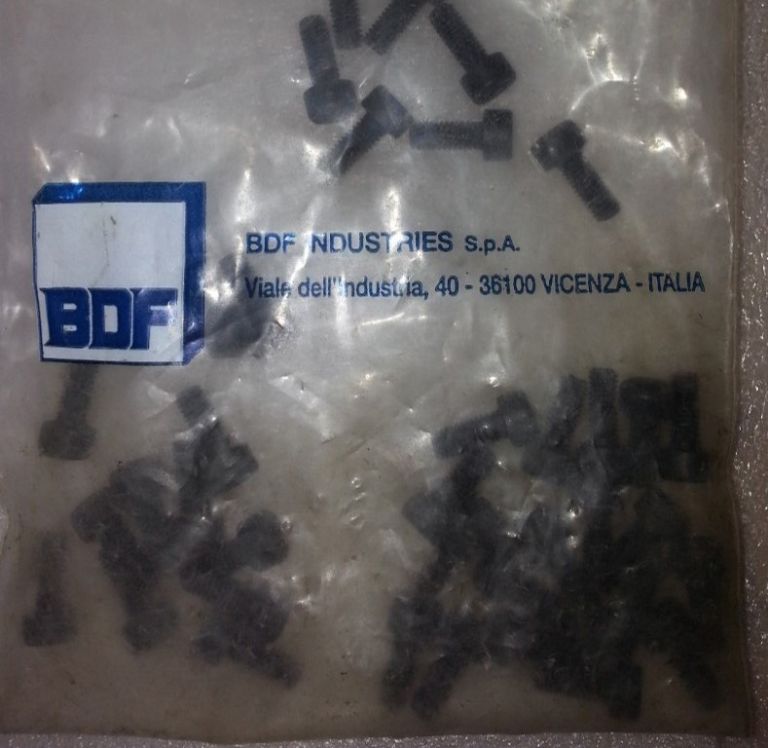 BDF INDUSTRIES S.p.A.
Viale dell'Industria, 40 - 36100 VICENZA - ITALIA
BDF